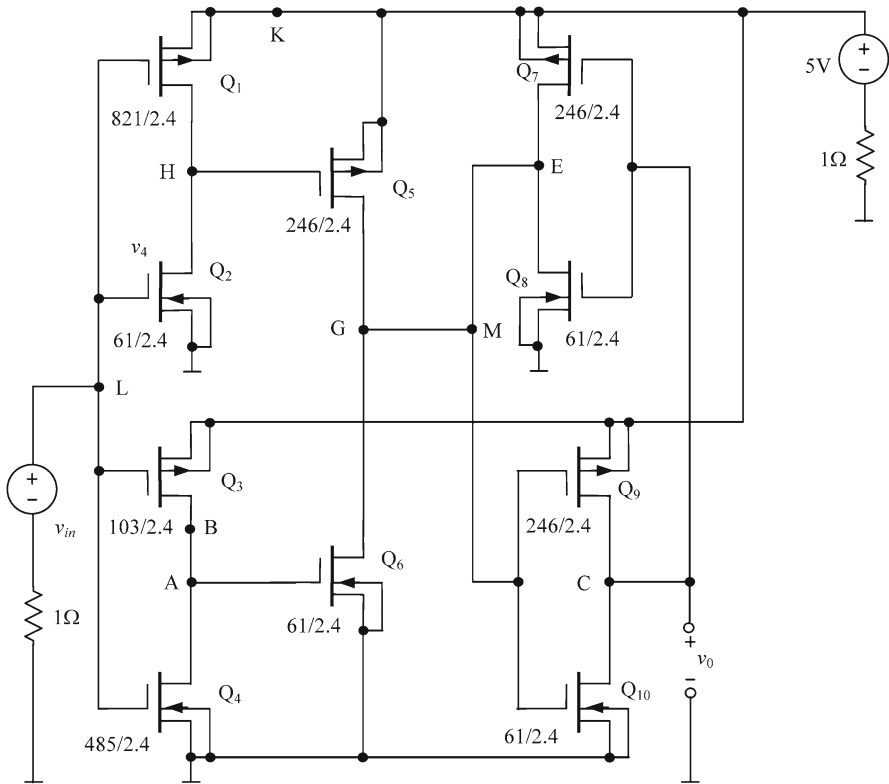 K
5V
Q1
Q7
821/2.4
246/2.4
1Ω
H
E
Q5
246/2.4
v4
Q2
Q8
61/2.4
G
M
61/2.4
L
Q3
Q9
vin
103/2.4
B
246/2.4
A
Q6
C
1Ω
61/2.4
+
v0
−
Q4
Q10
485/2.4
61/2.4